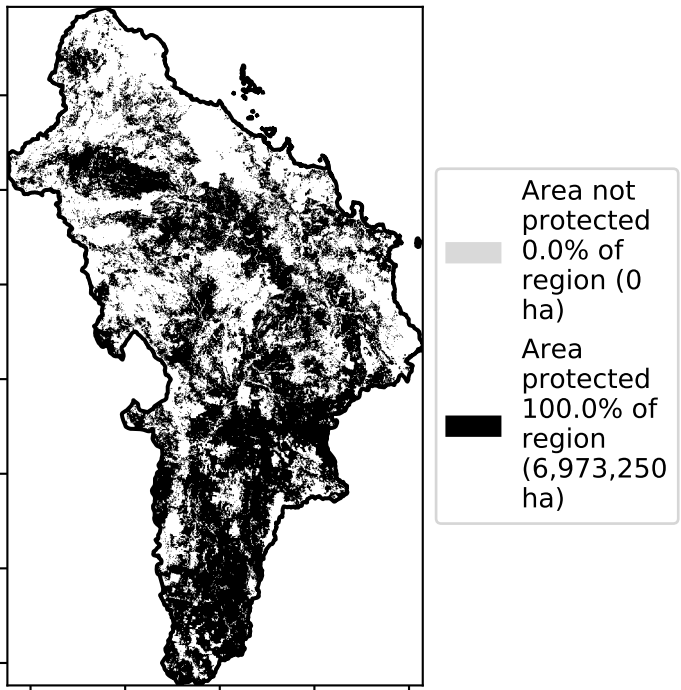 Area not
protected
0.0% of
region (0
ha)
Area
protected
100.0% of
region
(6,973,250
ha)